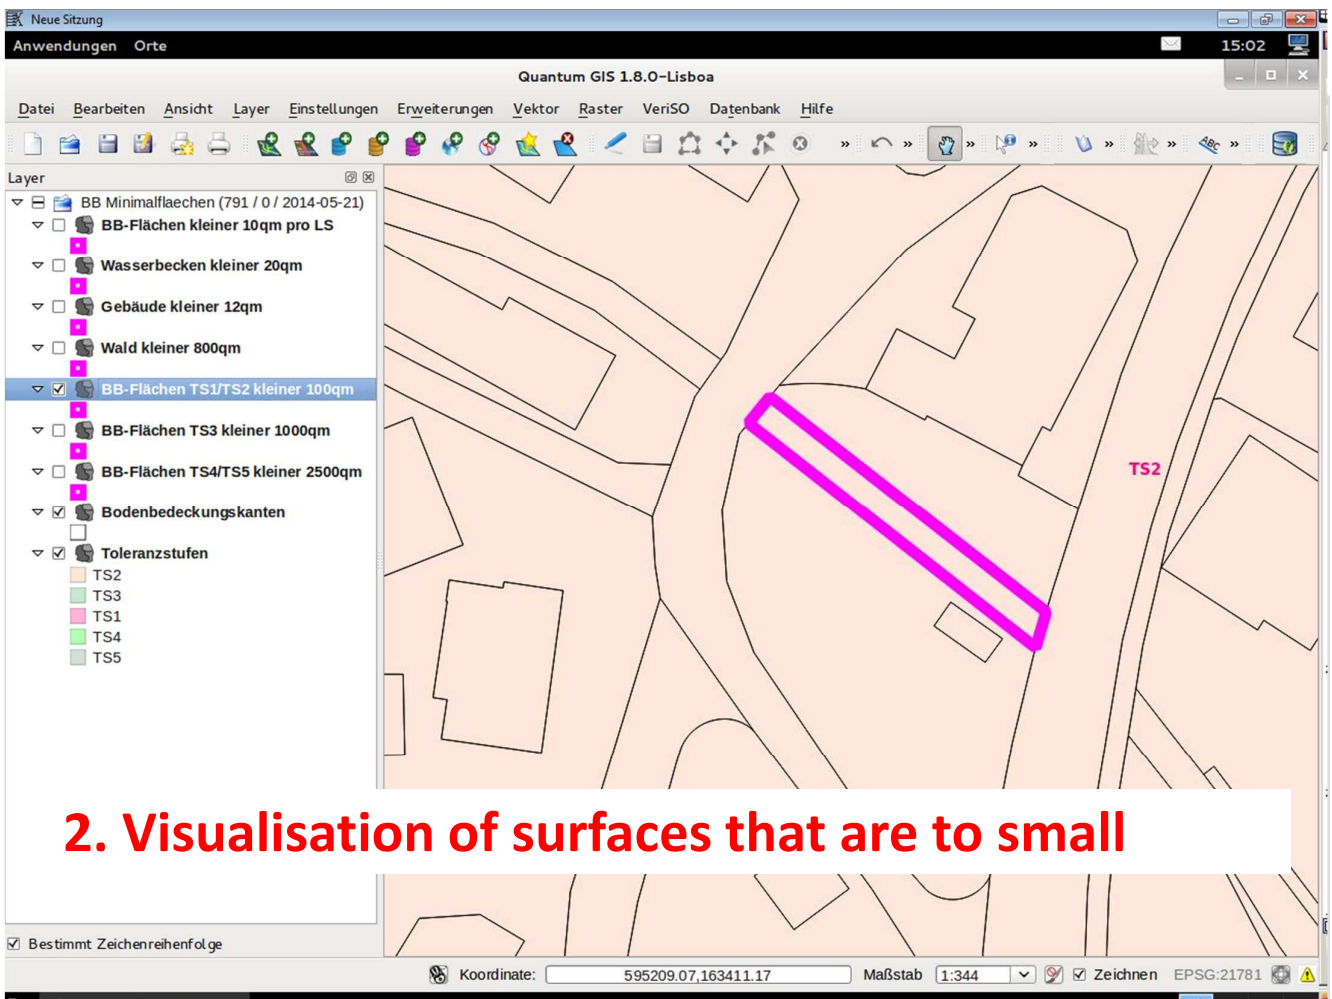 Neue Sitzung
Anwendungen Orte
15:02
Quantum GIS 1.8.0-Lisboa
Datei Bearbeiten Ansicht Layer Einstellungen Erweiterungen Vektor Raster VeriSO Datenbank Hilfe
ABC
Layer
BB Minimalflaechen (791 / 0 / 2014-05-21)
BB-Flächen kleiner 10qm pro LS
Wasserbecken kleiner 20qm
Gebäude kleiner 12qm
Wald kleiner 800qm
BB-Flächen TS1/TS2 kleiner 100qm
BB-Flächen TS3 kleiner 1000qm
BB-Flächen TS4/TS5 kleiner 2500qm
Bodenbedeckungskanten
Toleranzstufen
TS2
TS3
TS1
TS4
TS5
TS2
2. Visualisation of surfaces that are to small
Bestimmt Zeichenreihenfolge
Koordinate: 595209.07,163411.17 Maßstab 1:344 Zeichnen EPSG:21781